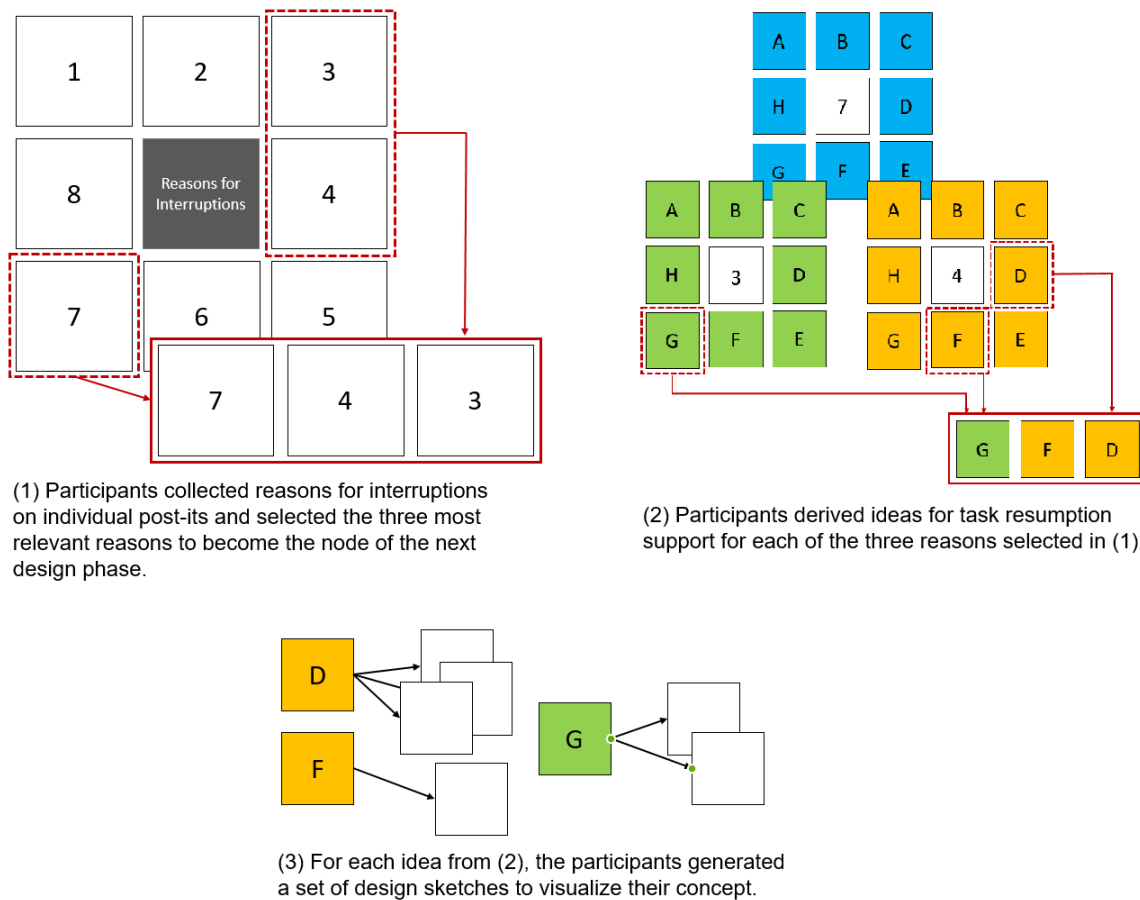 1 2 3
8 Reasons for
Interruptions 4
7 6 5
7 4 3
(1) Participants collected reasons for interruptions
on individual post-its and selected the three most
relevant reasons to become the node of the next
design phase.
A B C
H 7 D
G F E
A B C
H 3 D
G F E
A B C
H 4 D
G F E
G F D
(2) Participants derived ideas for task resumption
support for each of the three reasons selected in (1)
D
F
G
(3) For each idea from (2), the participants generated
a set of design sketches to visualize their concept.